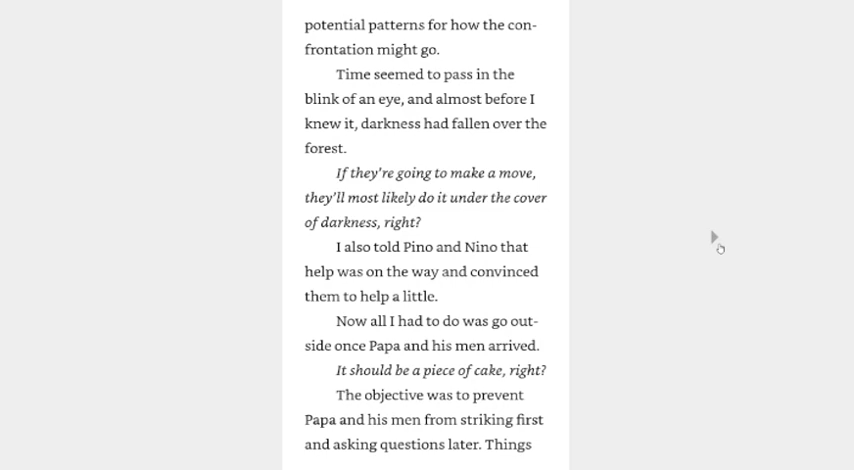 potential patterns for how the con-
frontation might go.
Time seemed to pass in the
blink of an eye, and almost before I
knew it, darkness had fallen over the
forest.
If they're going to make a move,
they'll most likely do it under the cover
of darkness, right?
I also told Pino and Nino that
help was on the way and convinced
them to help a little.
Now all I had to do was go out-
side once Papa and his men arrived.
It should be a piece of cake, right?
The objective was to prevent
Papa and his men from striking first
and asking questions later. Things